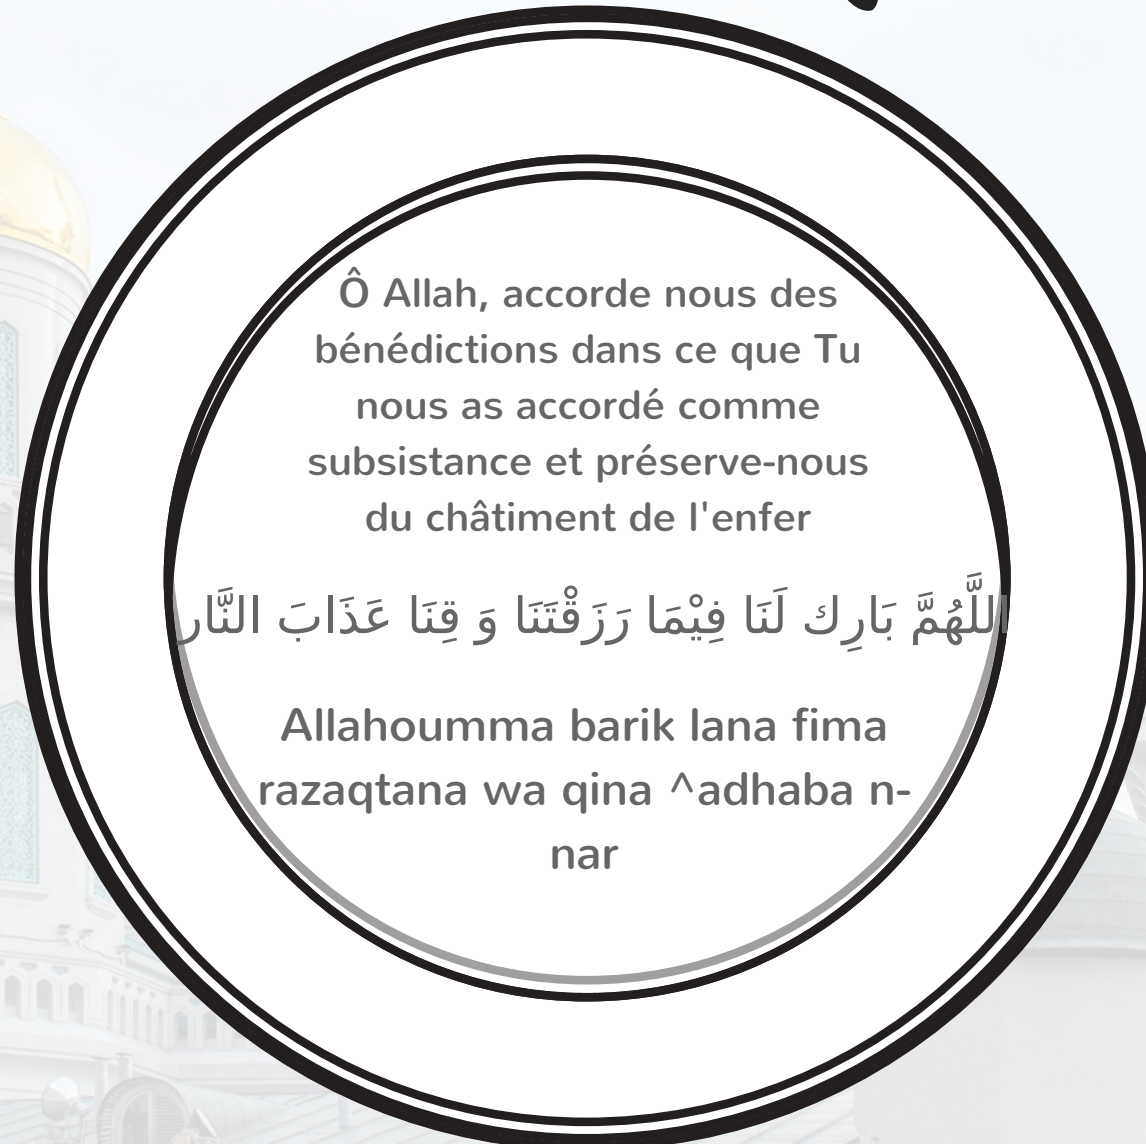 Ô Allah, accorde nous des
bénédictions dans ce que Tu
nous as accordé comme
subsistance et préserve-nous
du châtiment de l'enfer
اللَّهُمَّ بَارِك لَنَا فِيْمَا رَزَقْتَنَا وَ قِنَا عَذَابَ النَّار
Allahoumma barik lana fima
razaqtana wa qina ^adhaba n-
nar